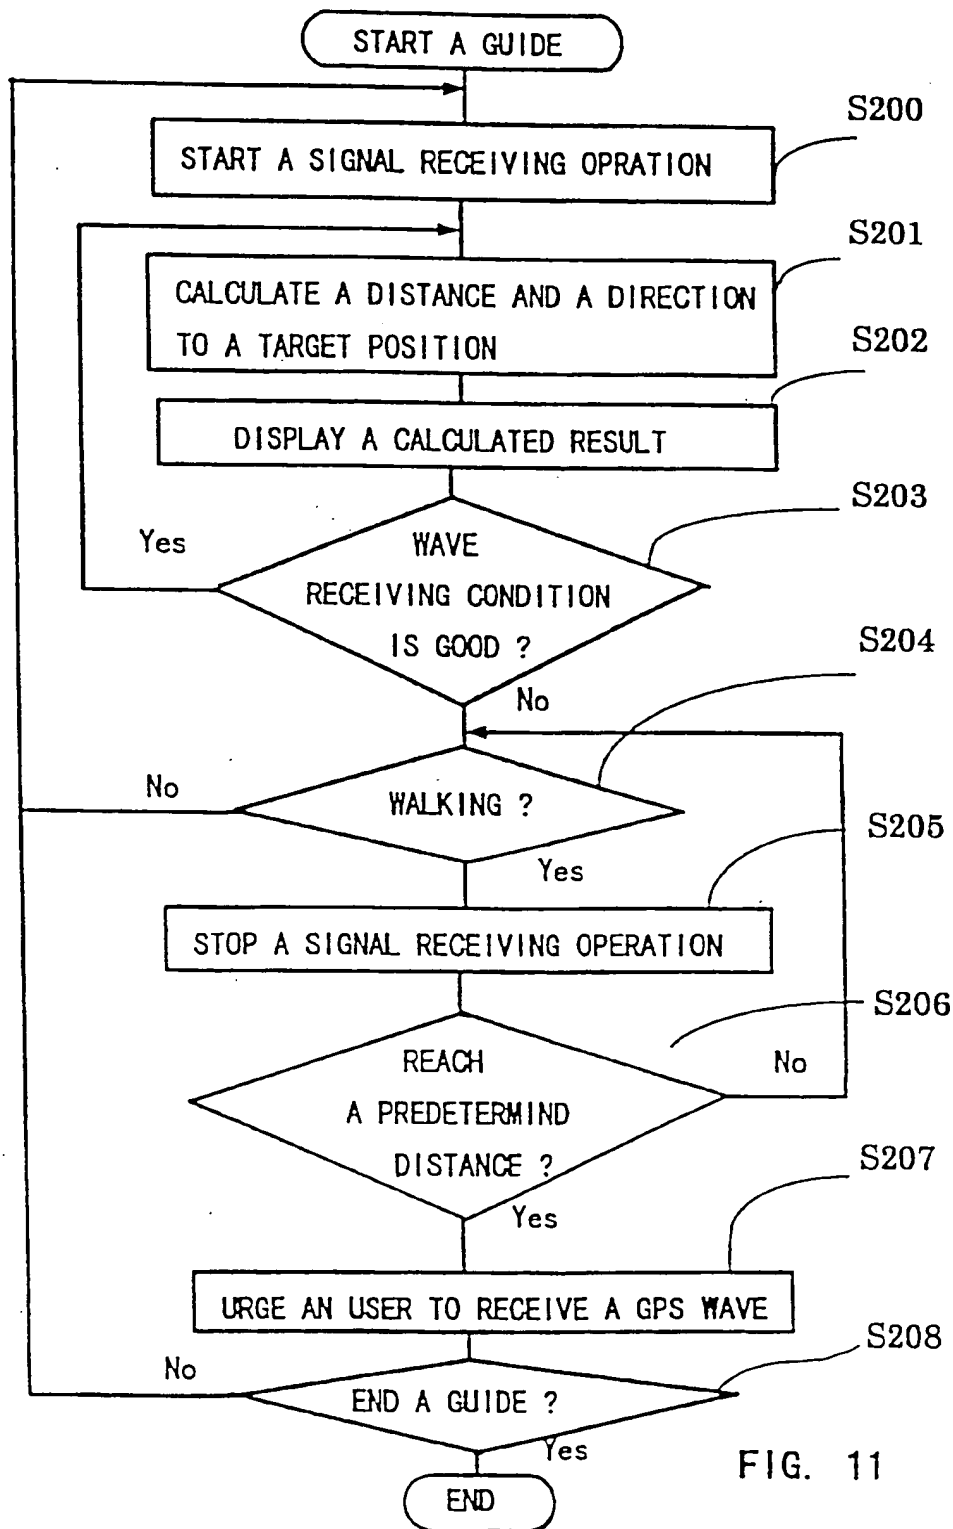 START A GUIDE
S200
START A SIGNAL RECEIVING OPRATION
S201
CALCULATE A DISTANCE AND A DIRECTION
TO A TARGET POSITION
S202
DISPLAY A CALCULATED RESULT
S203
Yes
WAVE
RECEIVING CONDITION
IS GOOD ?
S204
No
No
WALKING ?
S205
Yes
STOP A SIGNAL RECEIVING OPERATION
S206
REACH
No
A PREDETERMIND
DISTANCE ?
S207
Yes
URGE AN USER TO RECEIVE A GPS WAVE
S208
No
END A GUIDE ?
Yes
FIG. 11
END